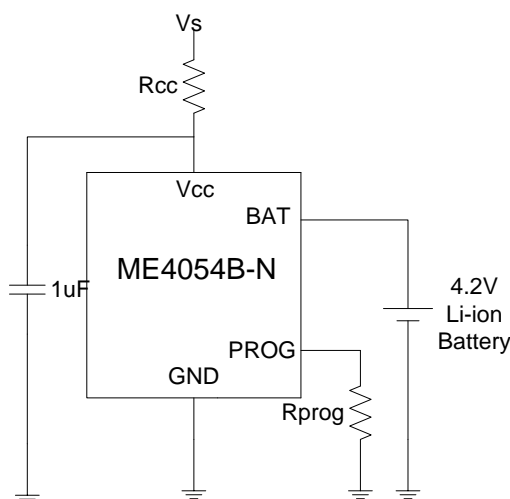 Vs
Rcc
Vcc
BAT
ME4054B-N
1uF
4.2V
Li-ion
Battery
PROG
GND
Rprog